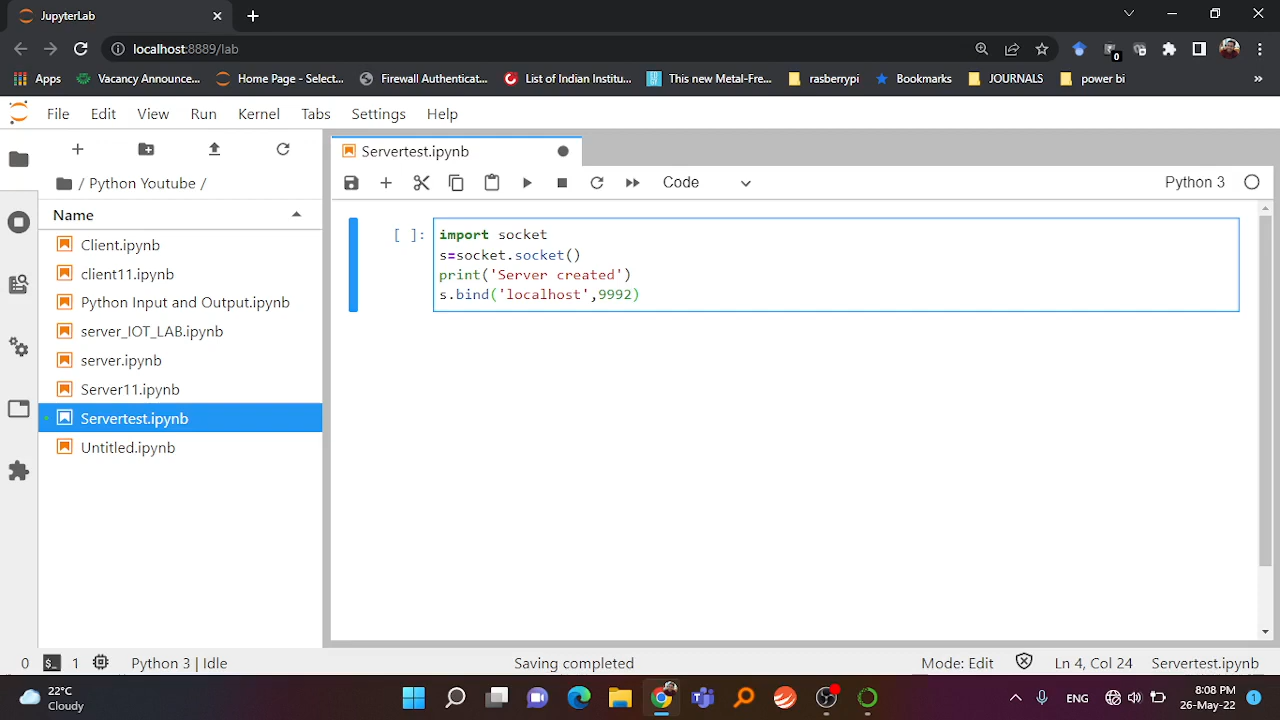 JupyterLab
localhost:8889/lab
0
Apps
Vacancy Announce...
Home Page - Select...
Firewall Authenticat...
List of Indian Institu...
This new Metal-Fre...
rasberrypi
Bookmarks
JOURNALS
power bi
»
File Edit View Run Kernel Tabs Settings Help
/ Python Youtube /
Name
Client.ipynb
client11.ipynb
Python Input and Output.ipynb
server_IOT_LAB.ipynb
server.ipynb
Server11.ipynb
Servertest.ipynb
Untitled.ipynb
Servertest.ipynb
Code
Python 3
[ ]:
import socket
s=socket.socket()
print('Server created')
s.bind('localhost',9992)
0 $_ 1 Python 3 | Idle
Saving completed
Mode: Edit
Ln 4, Col 24
Servertest.ipynb
22°C
Cloudy
ENG
8:08 PM
26-May-22
1